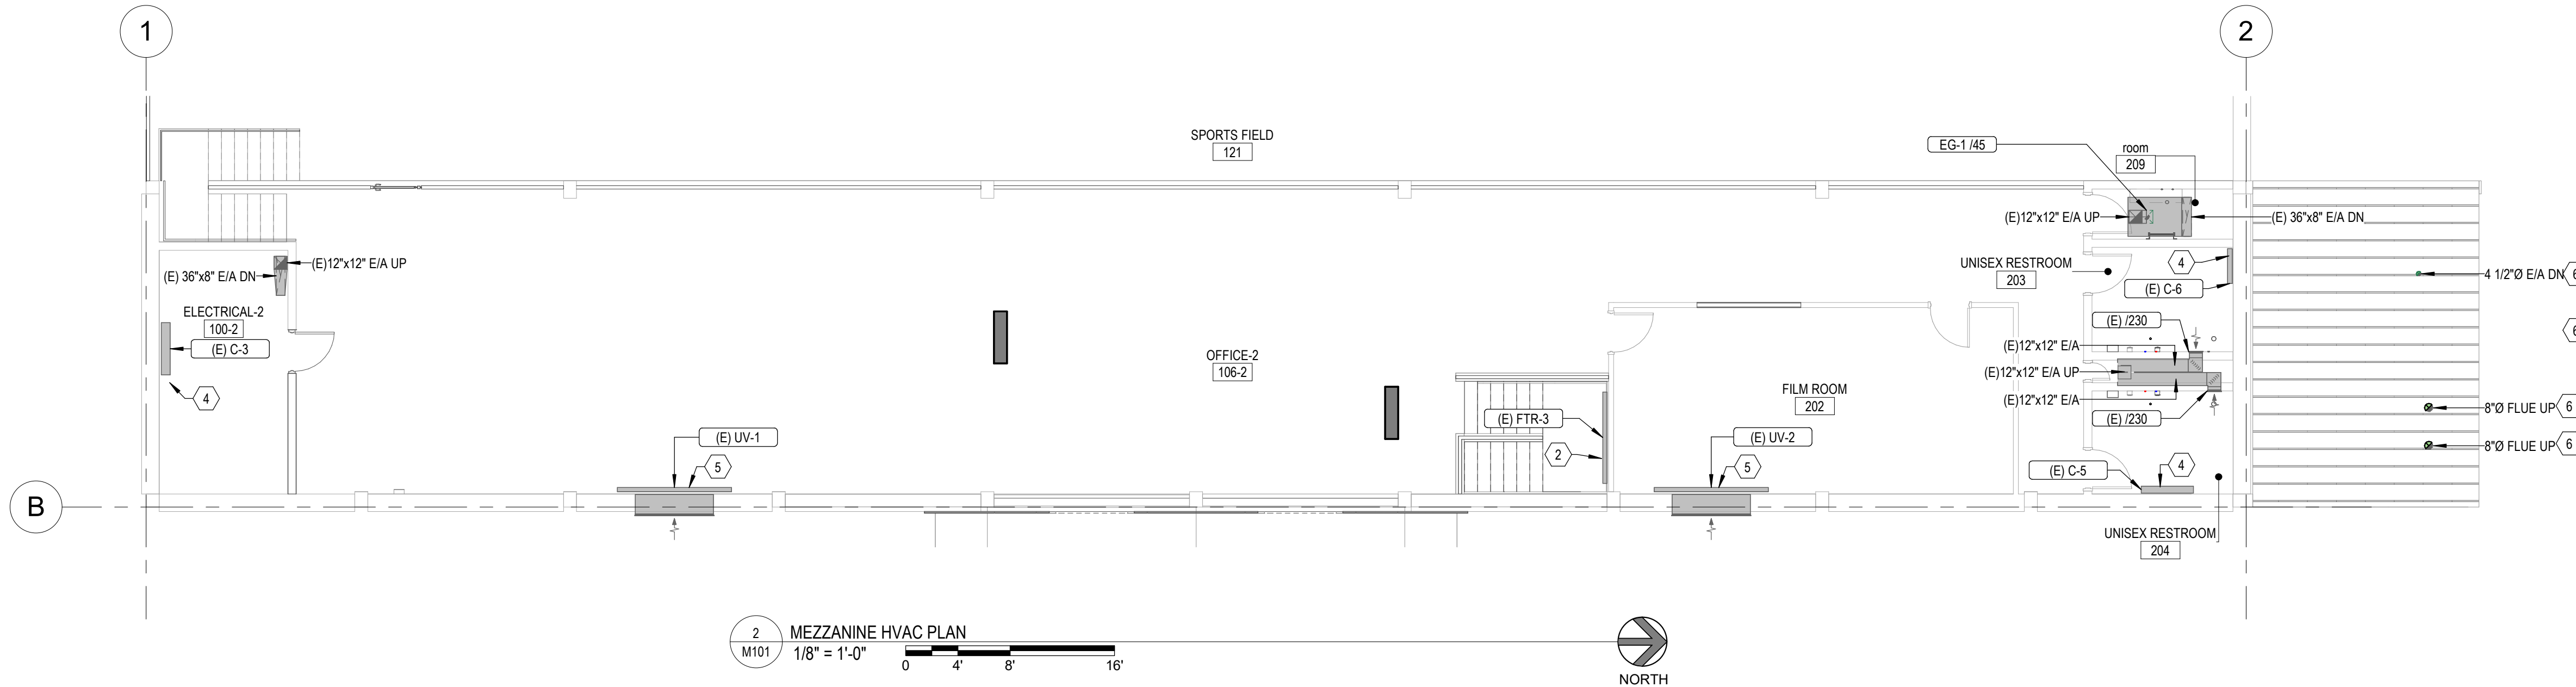 1
2
SPORTS FIELD
121
EG-1 /45
room
209
(E)12"x12" E/A UP
(E) 36"x8" E/A DN
(E)12"x12" E/A UP
(E) 36"x8" E/A DN
UNISEX RESTROOM
203
4
(E) C-6
4 1/2"Ø E/A DN
ELECTRICAL-2
100-2
(E) C-3
4
(E) /230
(E)12"x12" E/A
(E)12"x12" E/A UP
(E)12"x12" E/A
(E) /230
OFFICE-2
106-2
FILM ROOM
202
8"Ø FLUE UP
6
8"Ø FLUE UP
6
(E) FTR-3
2
(E) UV-1
5
(E) UV-2
5
(E) C-5
4
B
UNISEX RESTROOM
204
2
M101
MEZZANINE HVAC PLAN
1/8" = 1'-0"
0 4' 8' 16'
NORTH